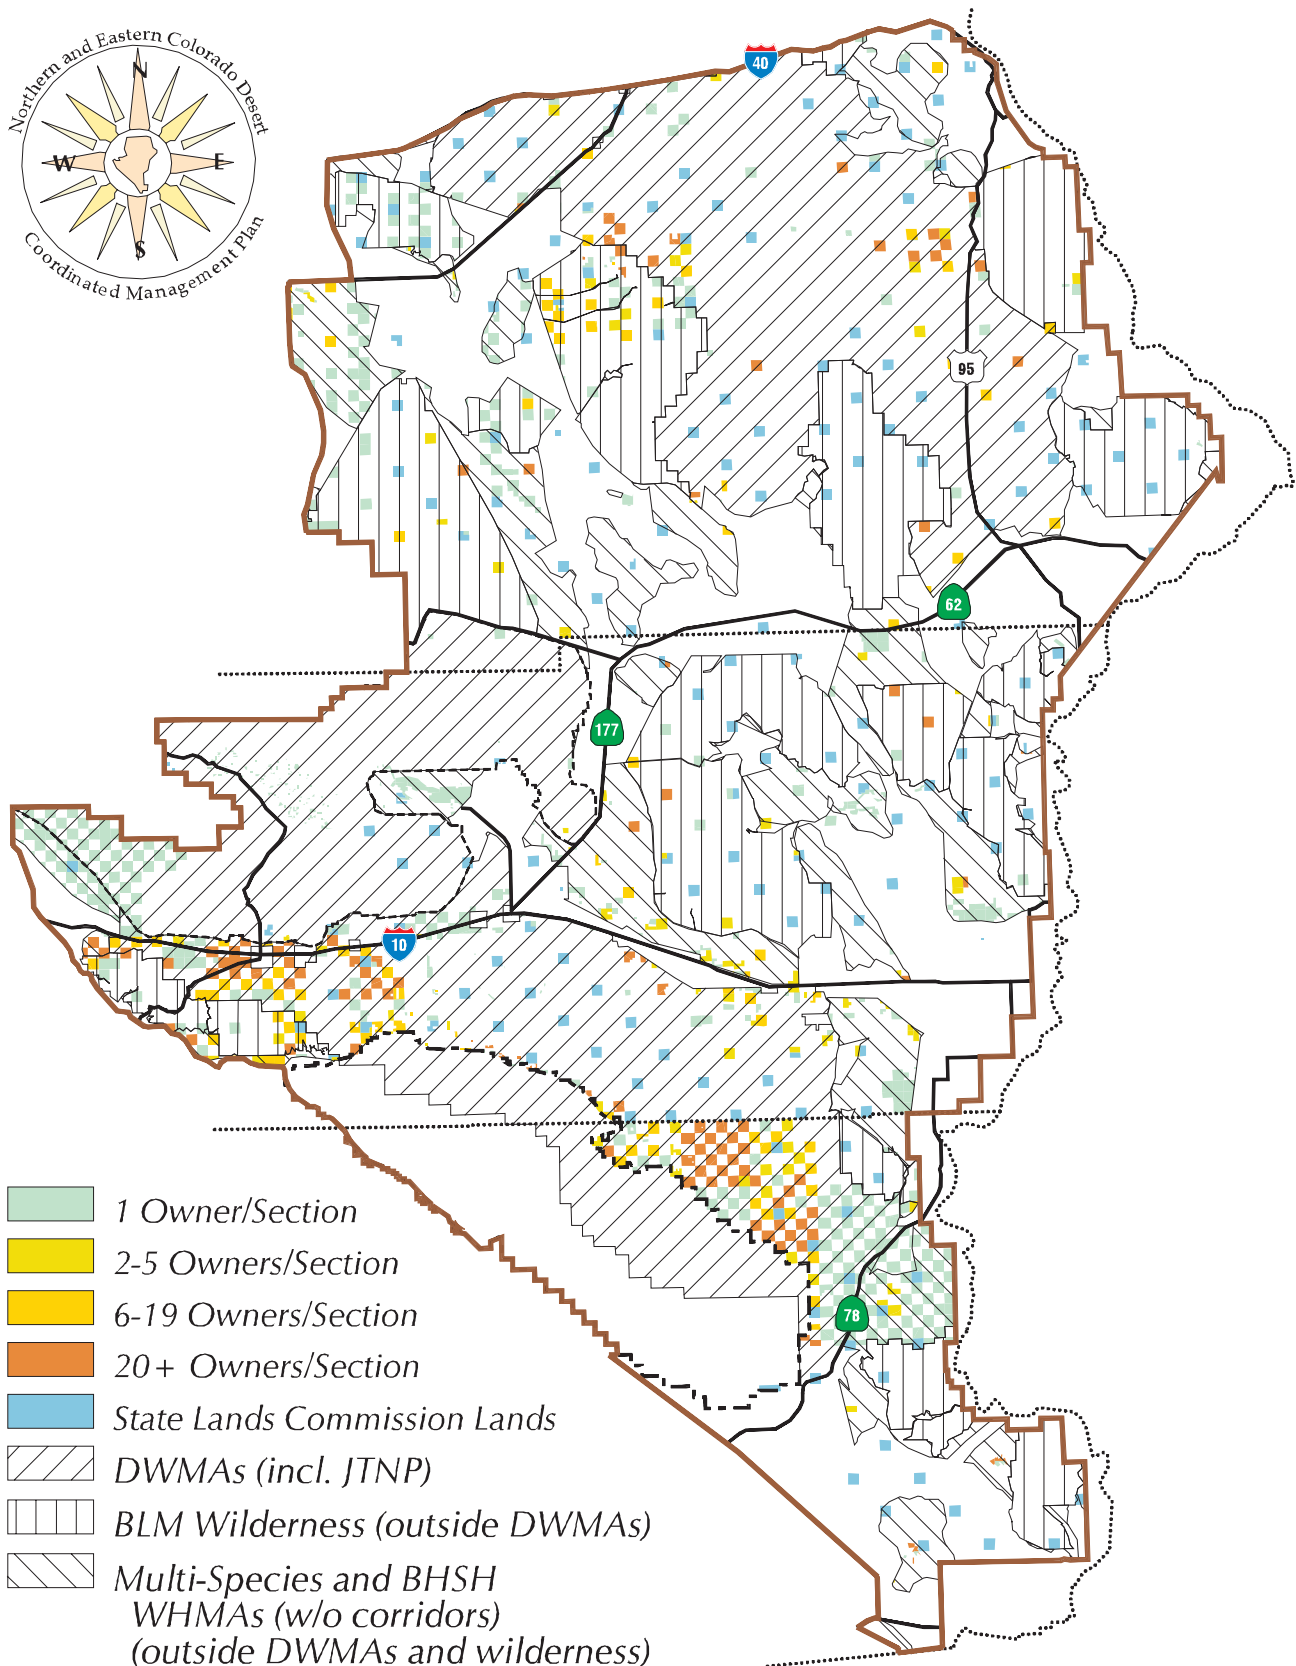 Northern and Eastern Colorado Desert
N
W
E
S
Coordinated Management Plan
40
95
62
177
10
78
1 Owner/Section
2-5 Owners/Section
6-19 Owners/Section
20+ Owners/Section
State Lands Commission Lands
DWMAs (incl. JTNP)
BLM Wilderness (outside DWMAs)
Multi-Species and BHSH
WHMAs (w/o corridors)
(outside DWMAs and wilderness)